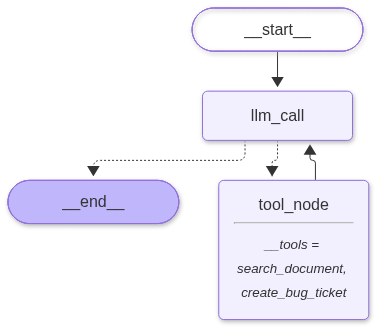 __start__
llm_call
__end__
tool_node
__tools =
search_document,
create_bug_ticket